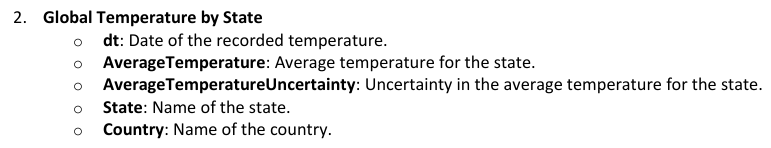 2. Global Temperature by State
o dt: Date of the recorded temperature.
o AverageTemperature: Average temperature for the state.
o AverageTemperatureUncertainty: Uncertainty in the average temperature for the state.
o State: Name of the state.
o Country: Name of the country.